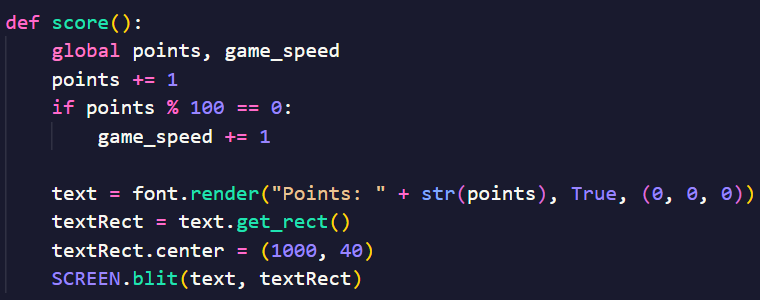 def score():
    global points, game_speed
    points += 1
    if points % 100 == 0:
        game_speed += 1

    text = font.render("Points: " + str(points), True, (0, 0, 0))
    textRect = text.get_rect()
    textRect.center = (1000, 40)
    SCREEN.blit(text, textRect)